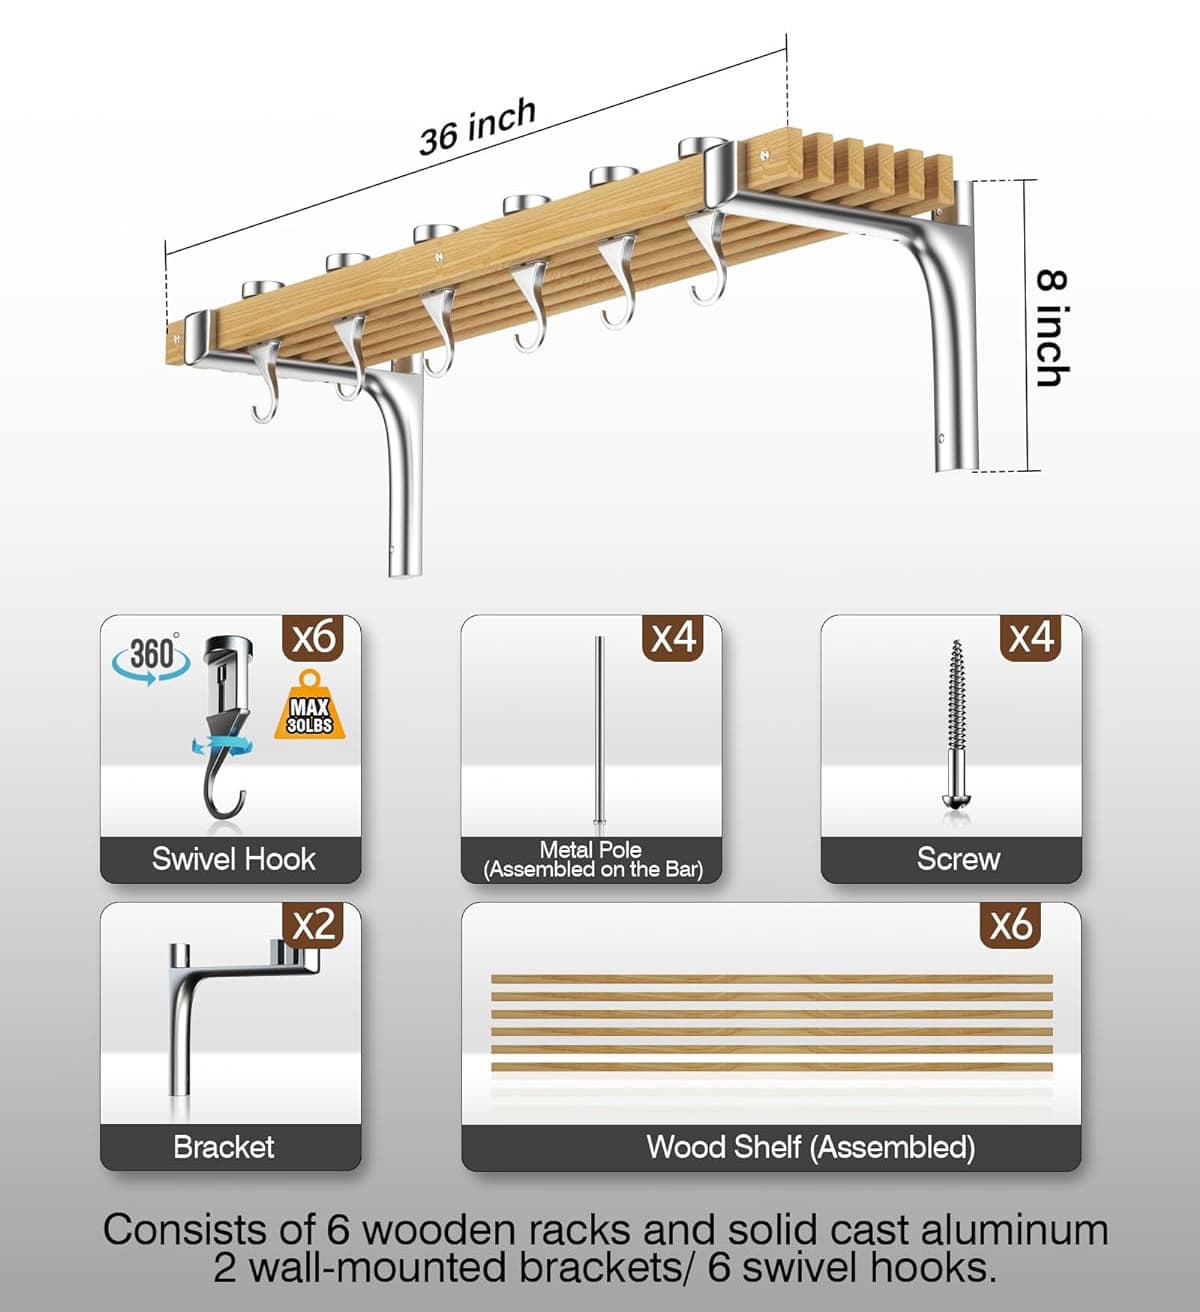 36 inch
8 inch
360°
x6
MAX
30LBS
Swivel Hook
X4
Metal Pole
(Assembled on the Bar)
X4
Screw
X2
Bracket
X6
Wood Shelf (Assembled)
Consists of 6 wooden racks and solid cast aluminum
2 wall-mounted brackets/ 6 swivel hooks.